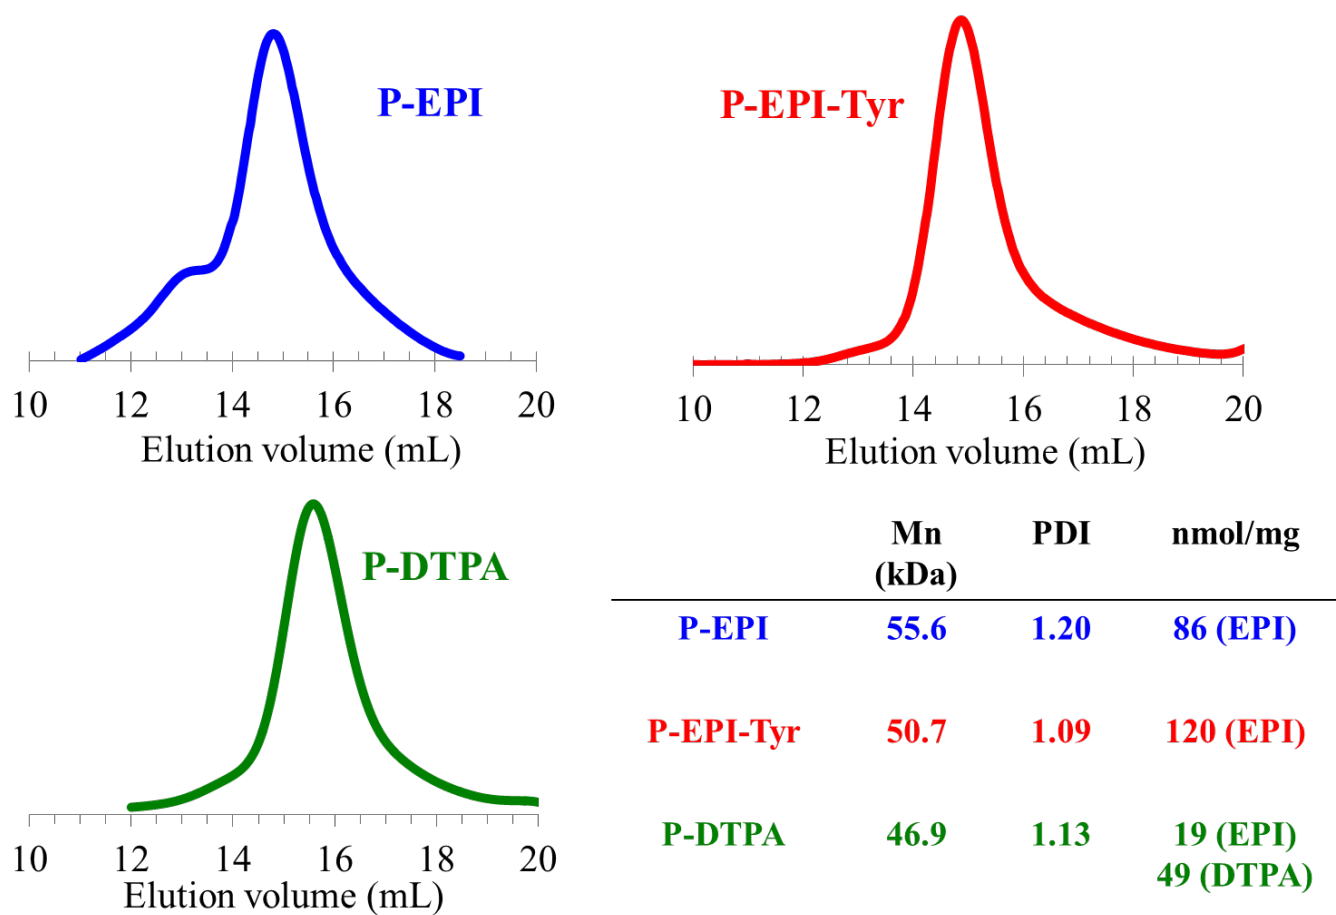 P-EPI
10 12 14 16 18 20
Elution volume (mL)
P-EPI-Tyr
10 12 14 16 18 20
Elution volume (mL)
P-DTPA
10 12 14 16 18 20
Elution volume (mL)
Mn PDI nmol/mg
(kDa)
P-EPI 55.6 1.20 86 (EPI)
P-EPI-Tyr 50.7 1.09 120 (EPI)
P-DTPA 46.9 1.13 19 (EPI)
49 (DTPA)